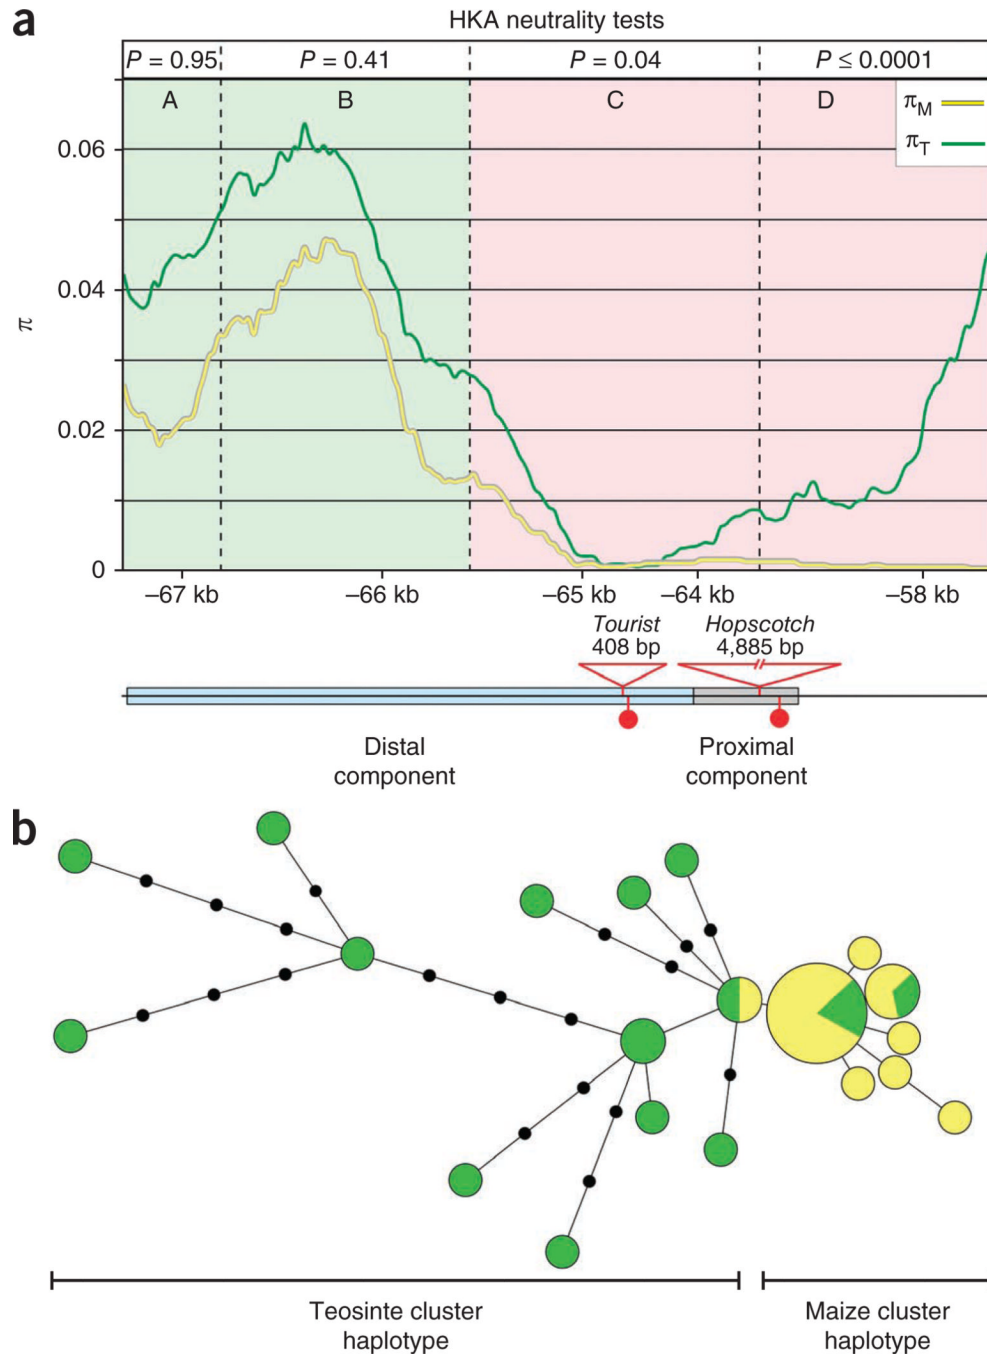 a
HKA neutrality tests
P = 0.95
P = 0.41
P = 0.04
P ≤ 0.0001
A
B
C
D
π_M
π_T
0.06
0.04
0.02
0
π
–67 kb
–66 kb
–65 kb
–64 kb
–58 kb
Tourist
408 bp
Hopscotch
4,885 bp
Distal
component
Proximal
component
b
Teosinte cluster
haplotype
Maize cluster
haplotype